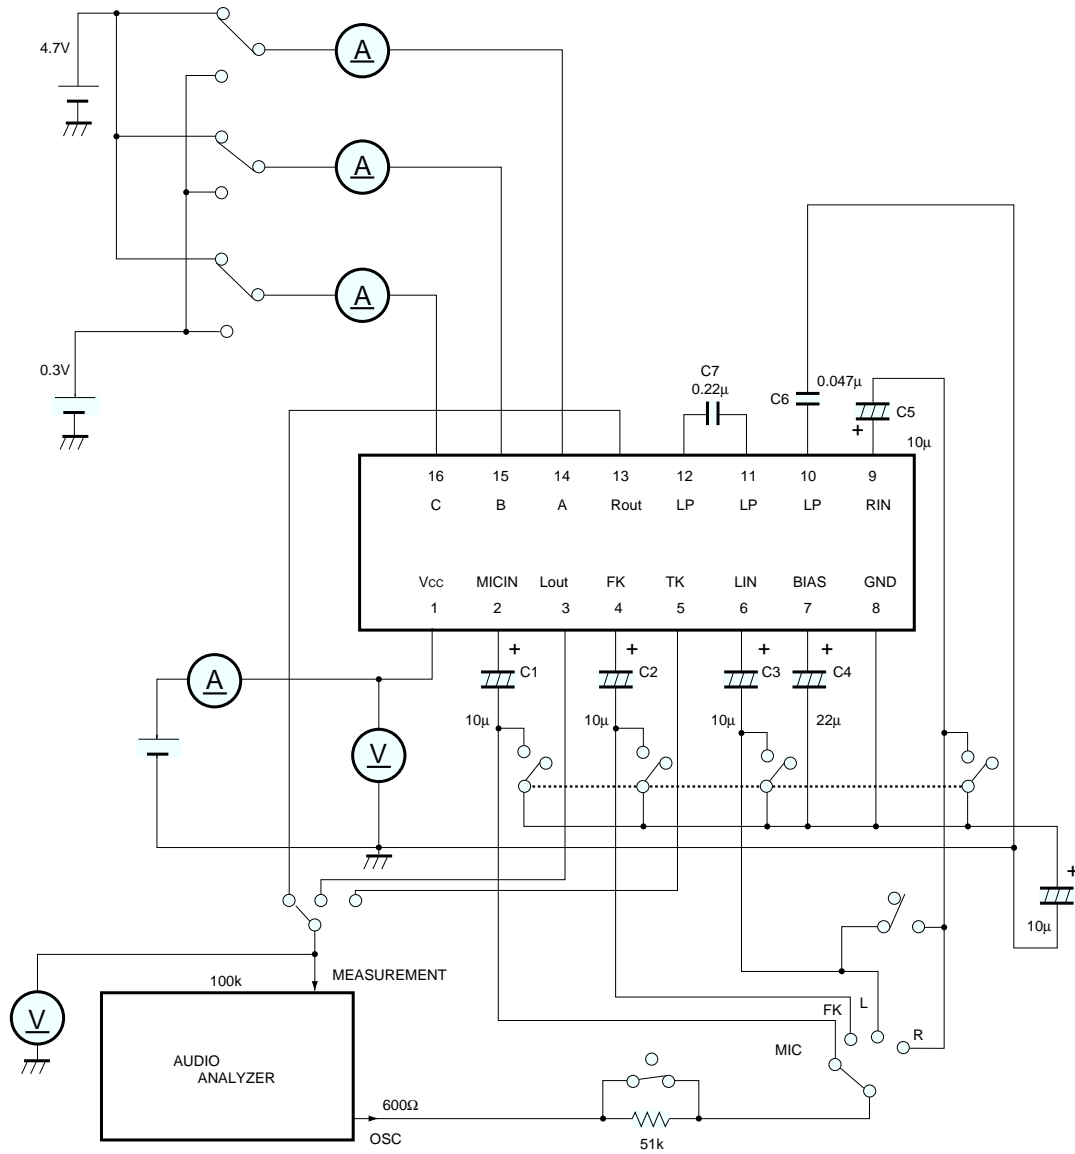 4.7V
A
A
A
0.3V
C7
0.22µ
C6
0.047µ
+
C5
10µ
16 15 14 13 12 11 10 9
C B A Rout LP LP LP RIN
VCC MICIN Lout FK TK LIN BIAS GND
1 2 3 4 5 6 7 8
+ + + +
A
C1 C2 C3 C4
10µ 10µ 10µ 22µ
V
+
10µ
MEASUREMENT
100k
V
FK L
R
MIC
AUDIO
ANALYZER
600Ω
OSC
51k